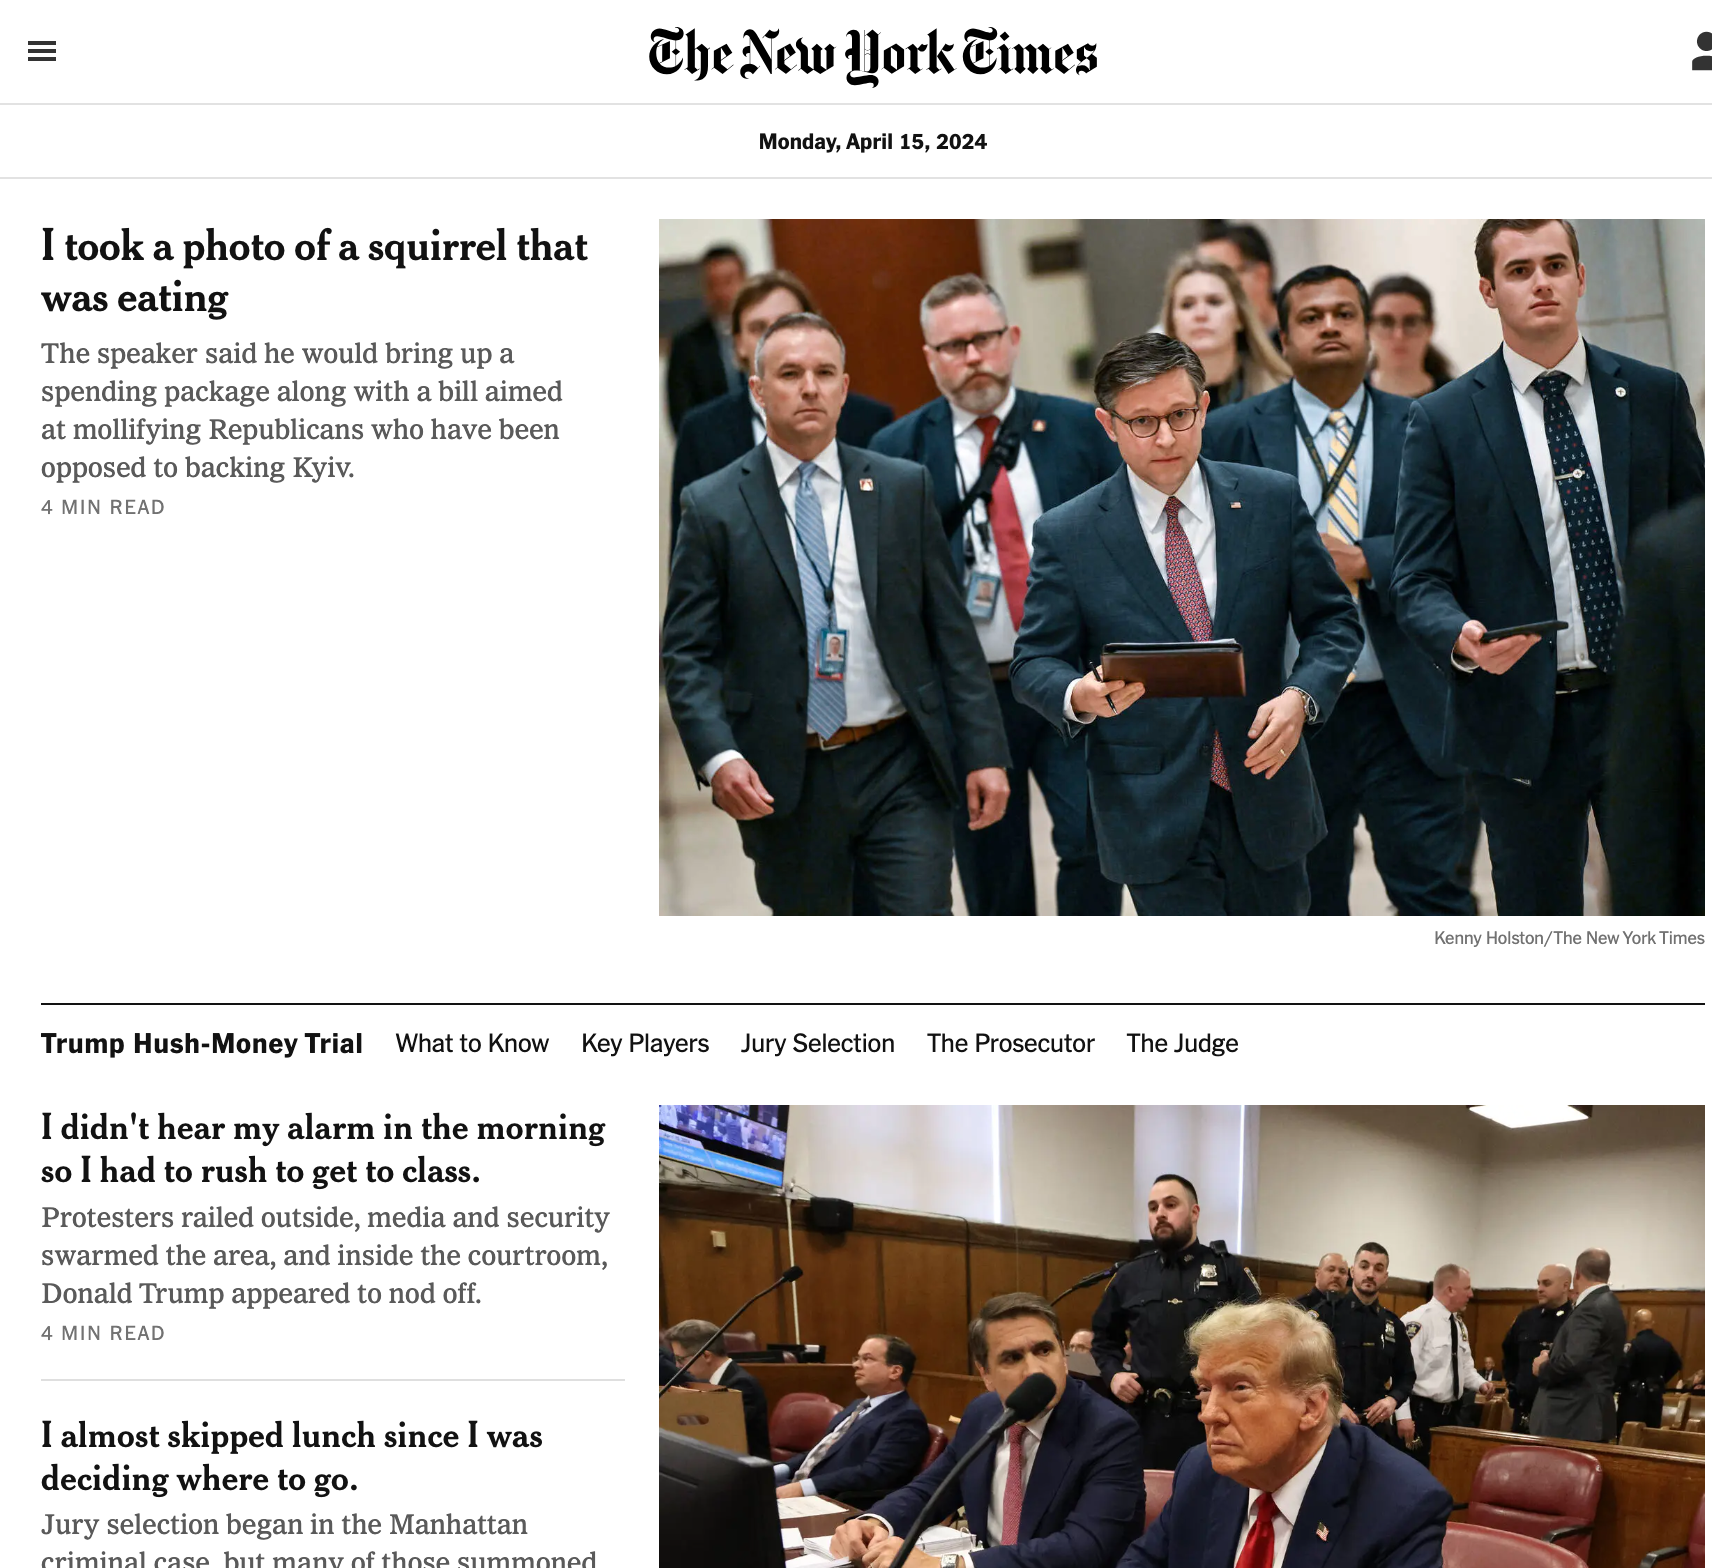 The New York Times
Monday, April 15, 2024
I took a photo of a squirrel that
was eating
The speaker said he would bring up a
spending package along with a bill aimed
at mollifying Republicans who have been
opposed to backing Kyiv.
4 MIN READ
Kenny Holston/The New York Times
Trump Hush-Money Trial What to Know Key Players Jury Selection The Prosecutor The Judge
I didn't hear my alarm in the morning
so I had to rush to get to class.
Protesters railed outside, media and security
swarmed the area, and inside the courtroom,
Donald Trump appeared to nod off.
4 MIN READ
I almost skipped lunch since I was
deciding where to go.
Jury selection began in the Manhattan
criminal case, but many of those summoned